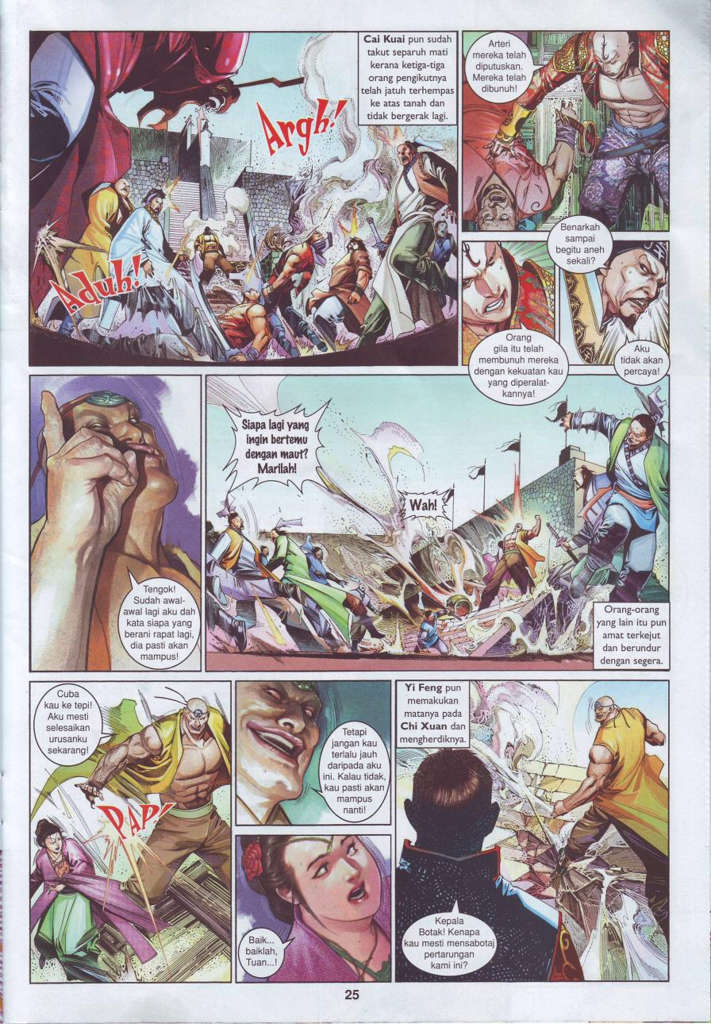 Cai Kuai pun sudah
takut separuh mati
kerana ketiga-tiga
orang pengikutnya
telah jatuh terhempas
ke atas tanah dan
tidak bergerak lagi.
Argh!
Aduh!
Arteri
mereka telah
diputuskan.
Mereka telah
dibunuh!
Benarkah
sampai
begitu aneh
sekali?
Orang
gila itu telah
membunuh mereka
dengan kekuatan kau
yang diperalat-
kannya!
Aku
tidak akan
percaya!
Tengok!
Sudah awal-
awal lagi aku dah
kata siapa yang
berani rapat lagi,
dia pasti akan
mampus!
Siapa lagi yang
ingin bertemu
dengan maut?
Marilah!
Wah!
Orang-orang
yang lain itu pun
amat terkejut
dan berundur
dengan segera.
Cuba
kau ke tepi!
Aku mesti
selesaikan
urusanku
sekarang!
PAP!
Tetapi
jangan kau
terlalu jauh
daripada aku
ini. Kalau tidak,
kau pasti akan
mampus
nanti!
Baik...
baiklah,
Tuan...!
Yi Feng pun
memakukan
matanya pada
Chi Xuan dan
mengherdiknya.
Kepala
Botak! Kenapa
kau mesti mensabotaj
pertarungan
kami ini?
25